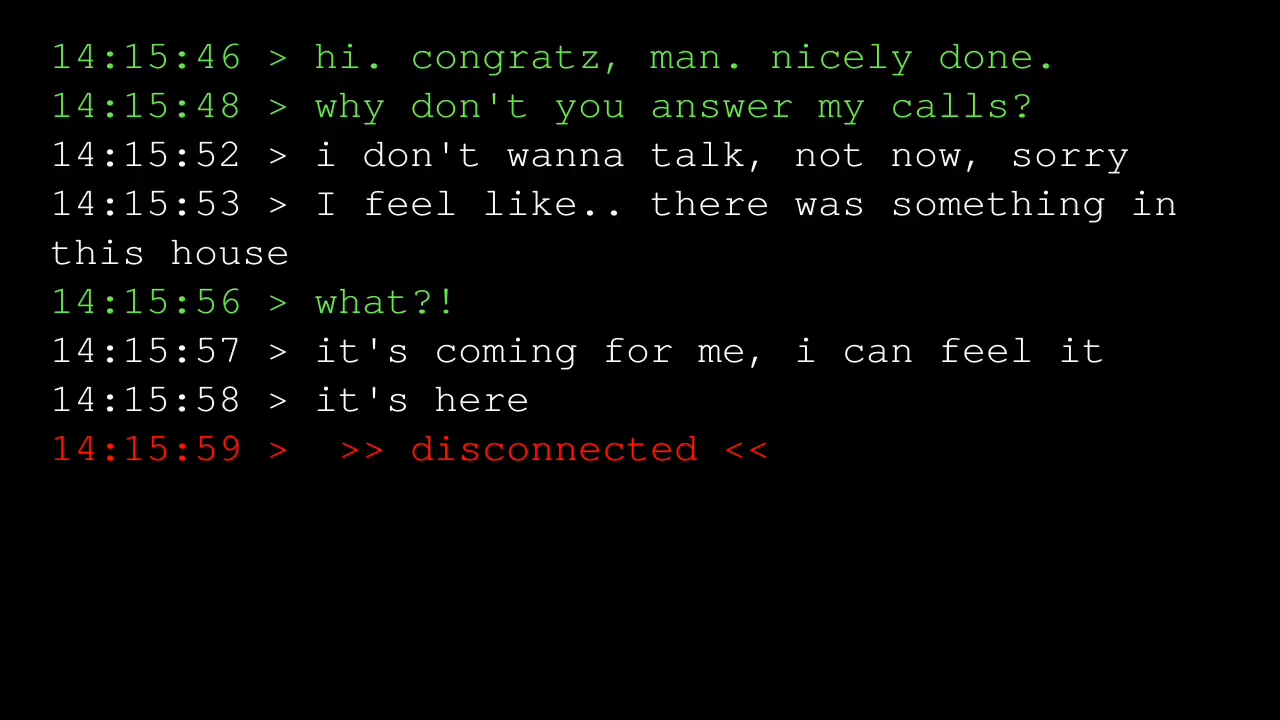 14:15:46 > hi. congratz, man. nicely done.
14:15:48 > why don't you answer my calls?
14:15:52 > i don't wanna talk, not now, sorry
14:15:53 > I feel like.. there was something in
this house
14:15:56 > what?!
14:15:57 > it's coming for me, i can feel it
14:15:58 > it's here
14:15:59 >  >> disconnected <<